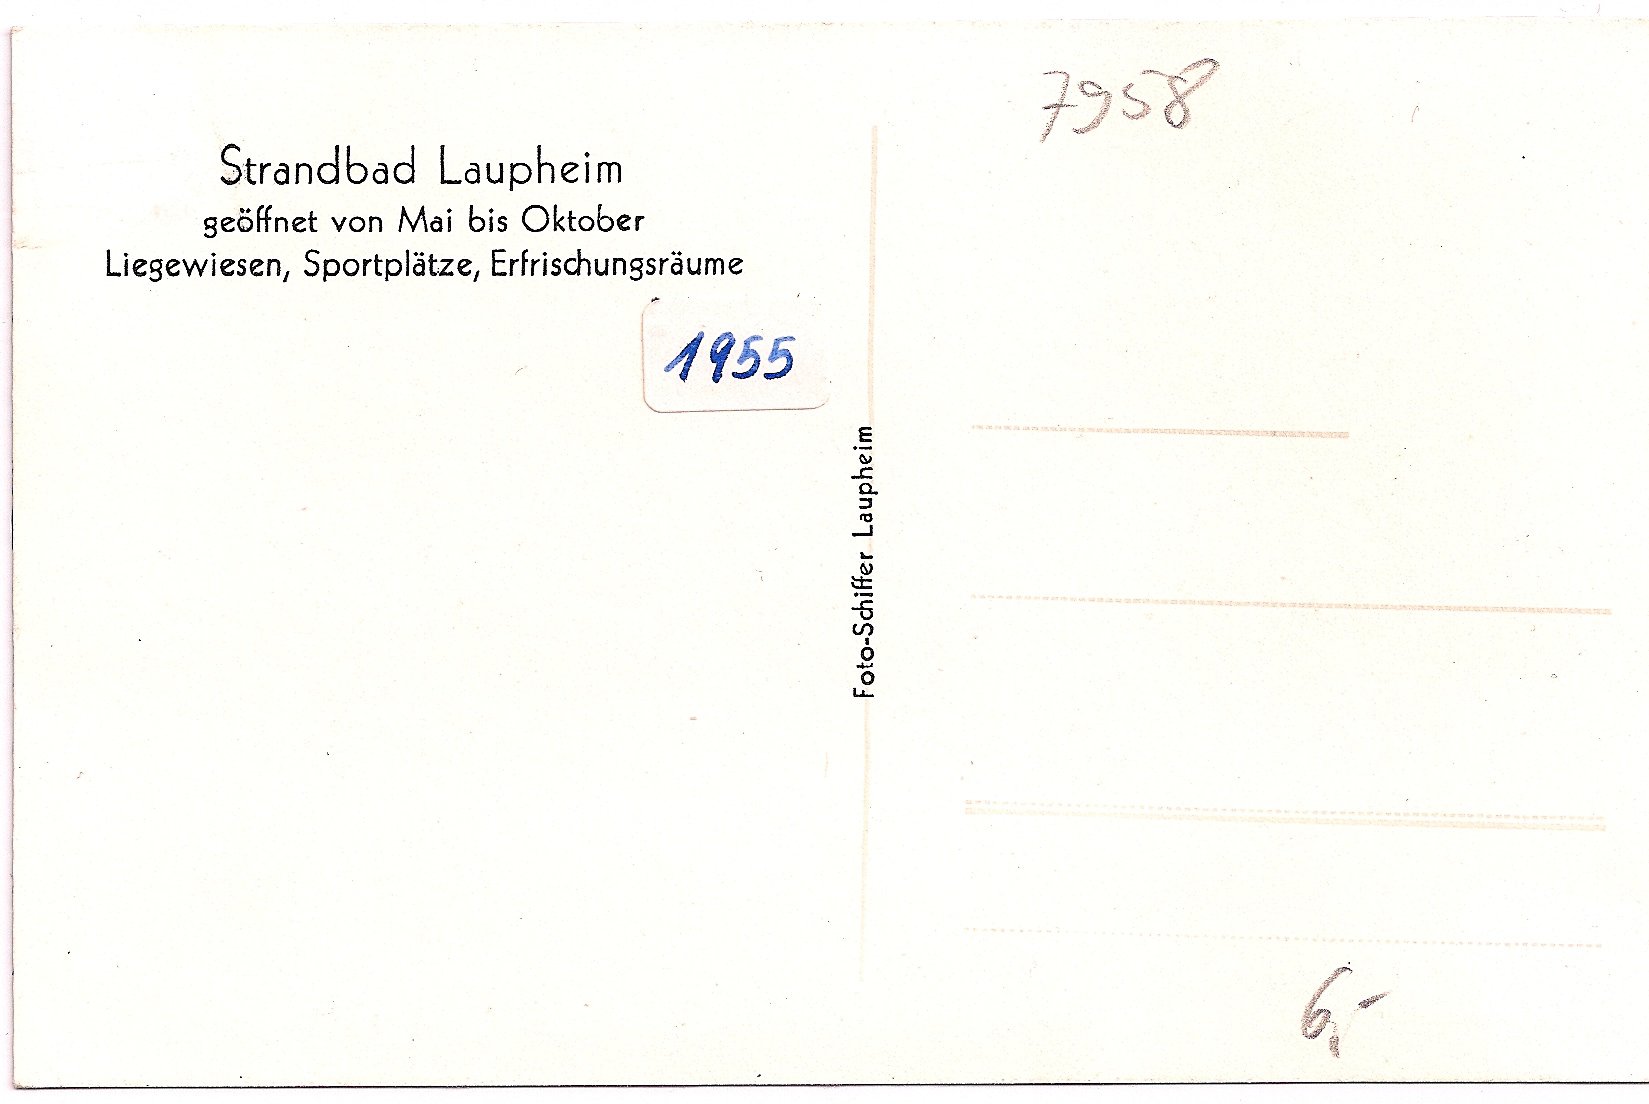 Strandbad Laupheim
geöffnet von Mai bis Oktober
Liegewiesen, Sportplätze, Erfrischungsräume
1955
Foto-Schiffer Laupheim
7958
6,-